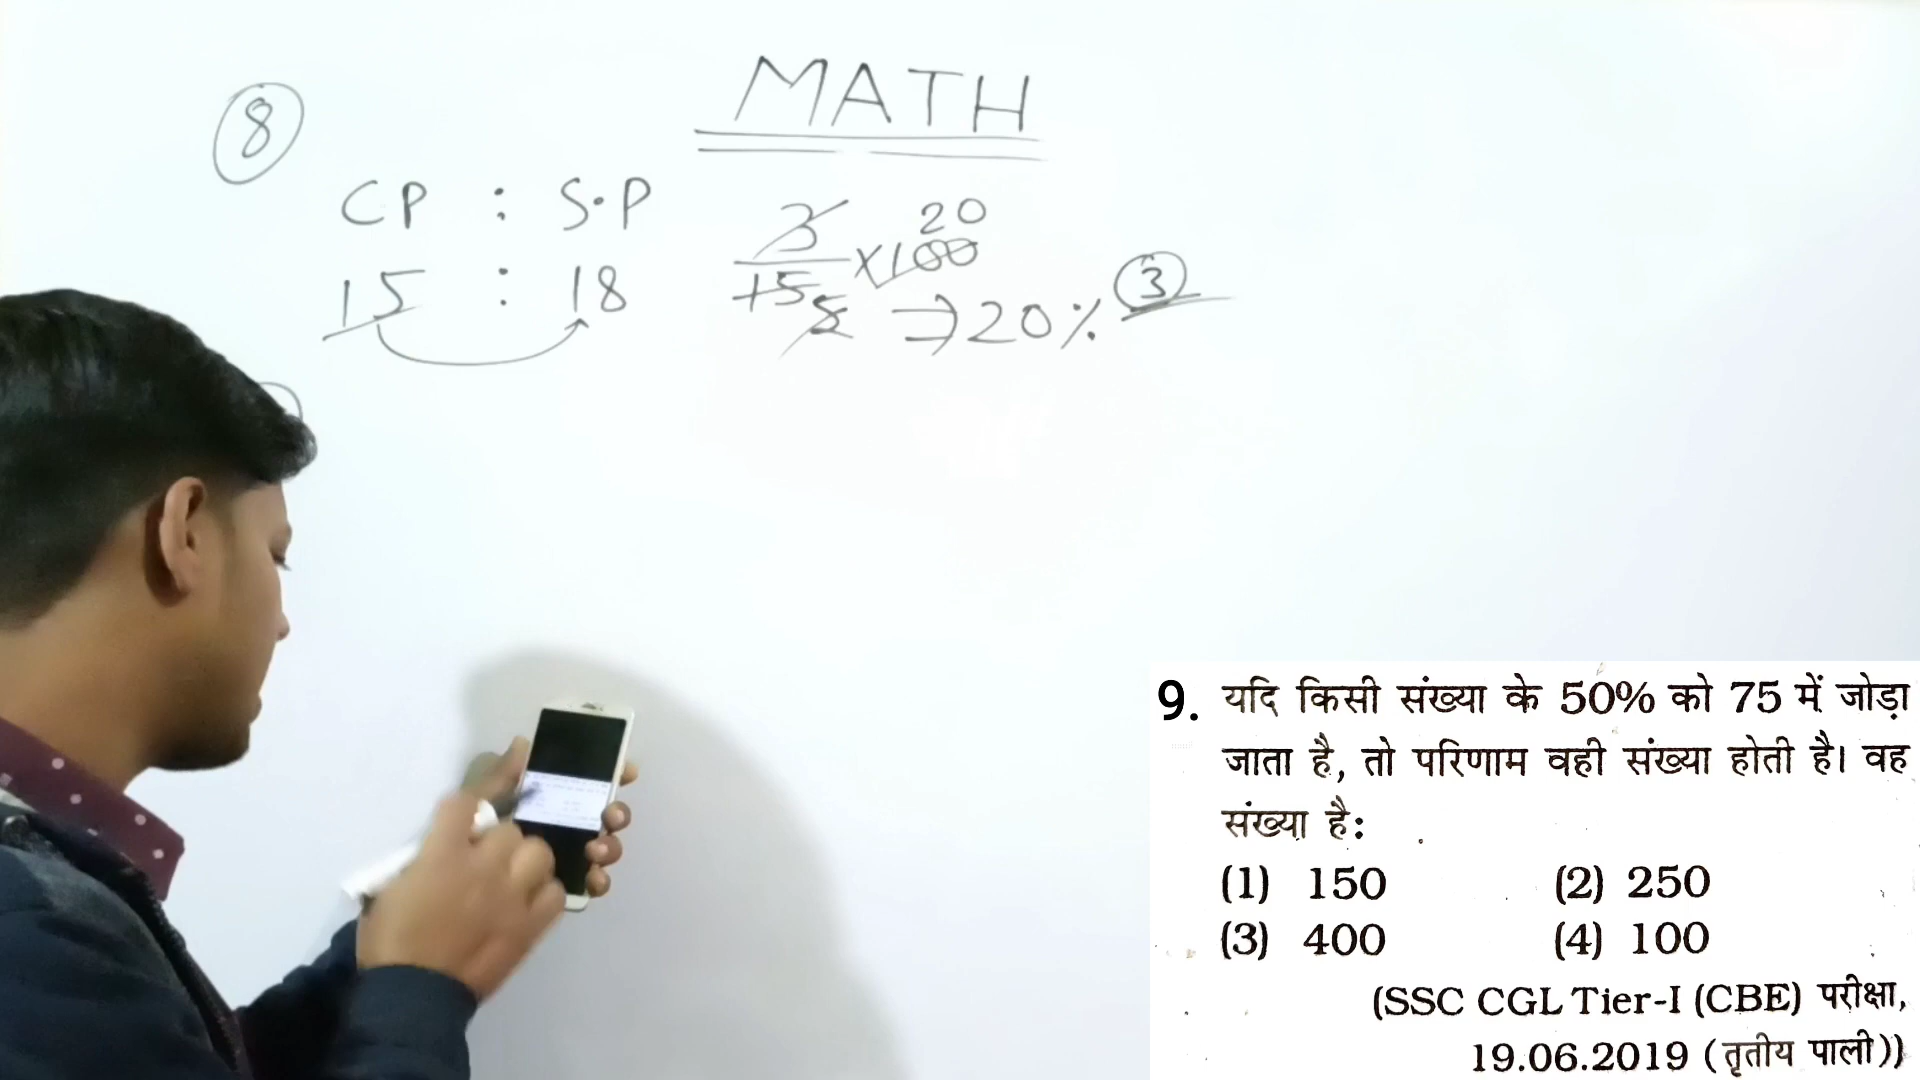 MATH
8
CP : S.P
15 : 18
3/15 5 × 100 20
⇒ 20% 3
9. यदि किसी संख्या के 50% को 75 में जोड़ा
जाता है, तो परिणाम वही संख्या होती है। वह
संख्या है:
(1) 150 (2) 250
(3) 400 (4) 100
(SSC CGL Tier-I (CBE) परीक्षा,
19.06.2019 (तृतीय पाली))